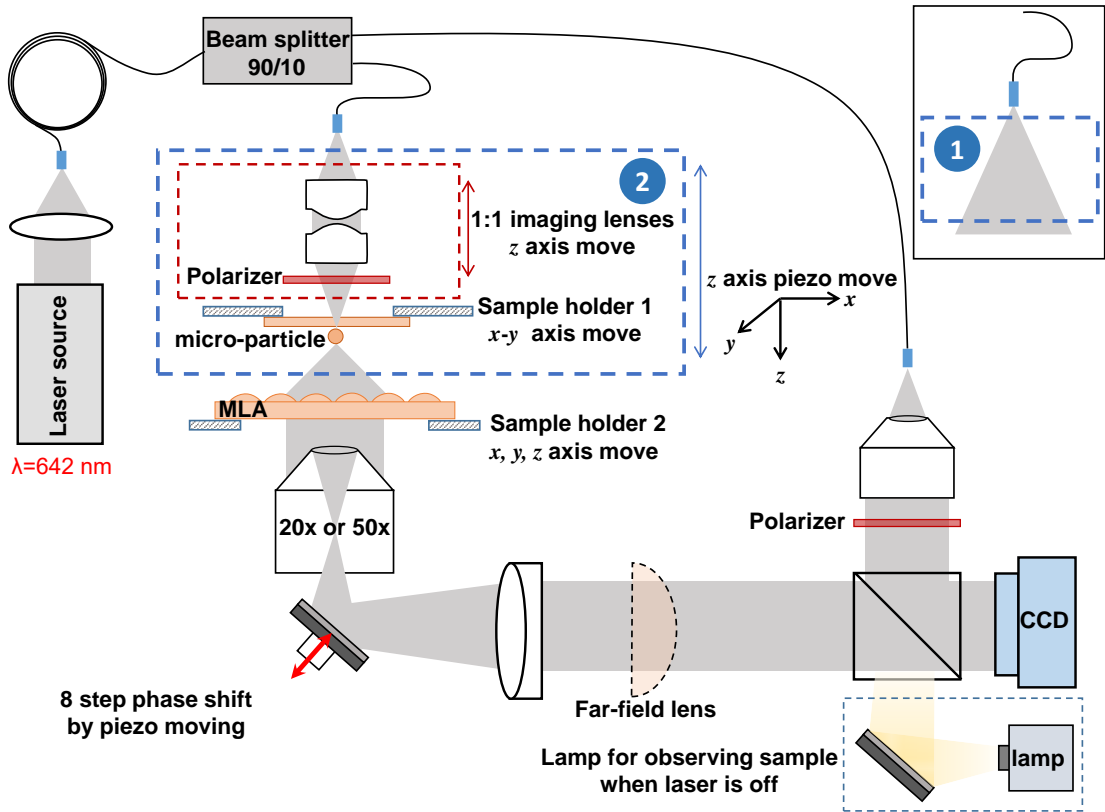 Beam splitter
90/10
1
2
1:1 imaging lenses
z axis move
Polarizer
Sample holder 1
x-y axis move
micro-particle
z axis piezo move
x
y
z
Laser source
λ=642 nm
MLA
Sample holder 2
x, y, z axis move
20x or 50x
Polarizer
CCD
8 step phase shift
by piezo moving
Far-field lens
Lamp for observing sample
when laser is off
lamp